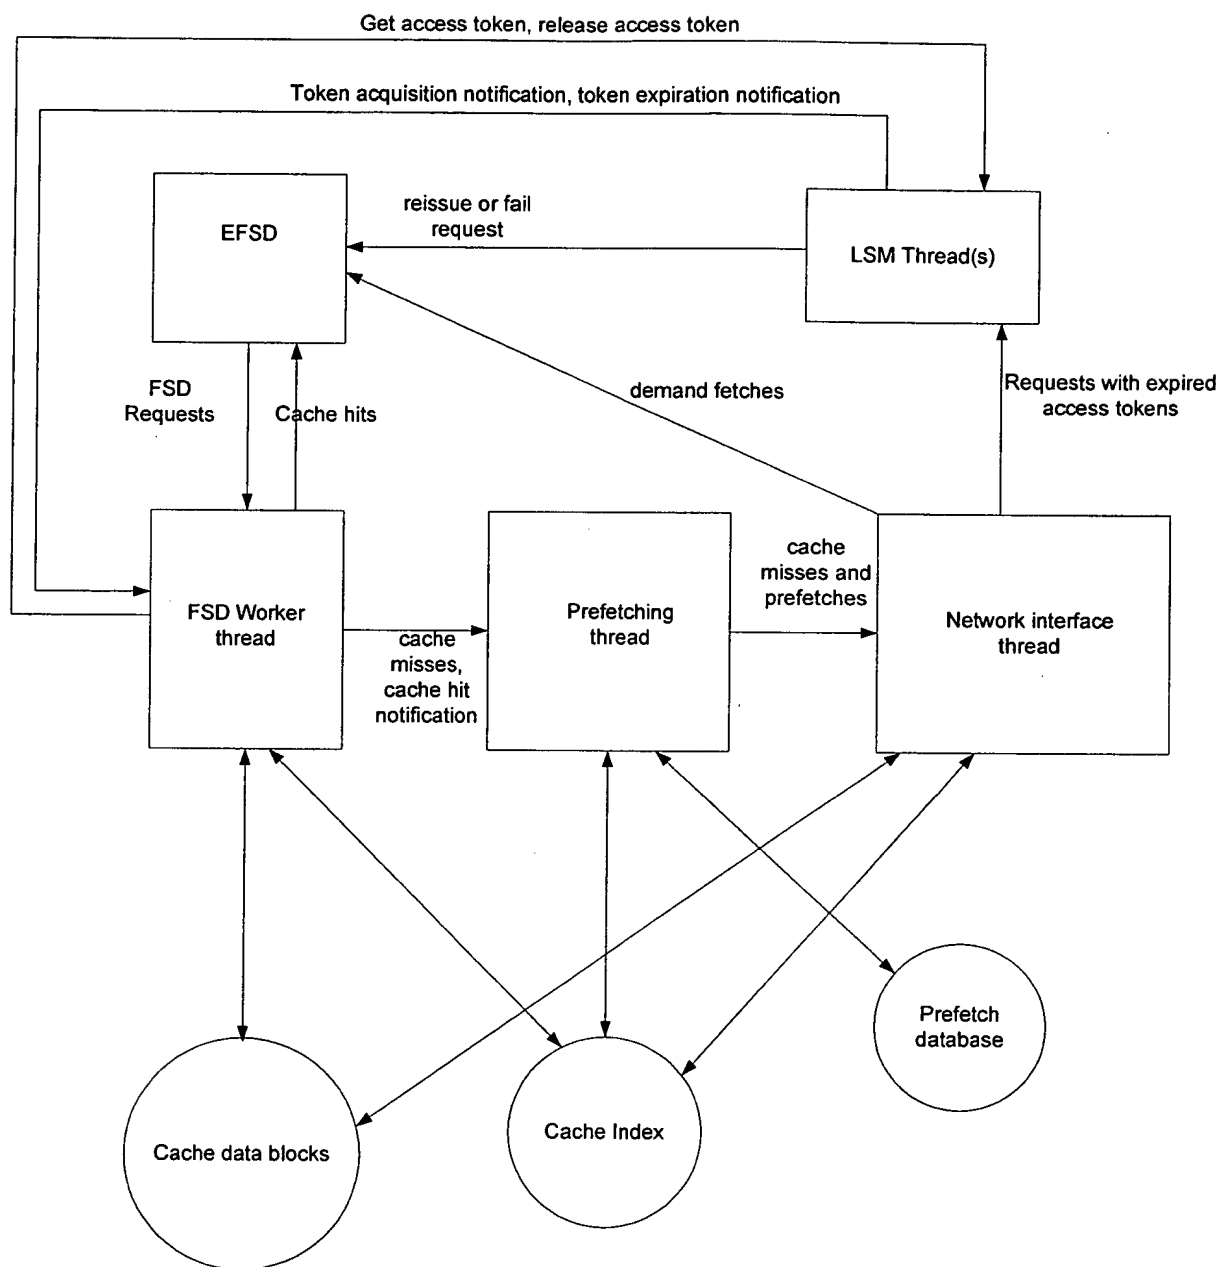 Get access token, release access token
Token acquisition notification, token expiration notification
EFSD
reissue or fail
request
LSM Thread(s)
FSD
Requests
Cache hits
demand fetches
Requests with expired
access tokens
FSD Worker
thread
cache
misses,
cache hit
notification
Prefetching
thread
cache
misses and
prefetches
Network interface
thread
Cache data blocks
Cache Index
Prefetch
database